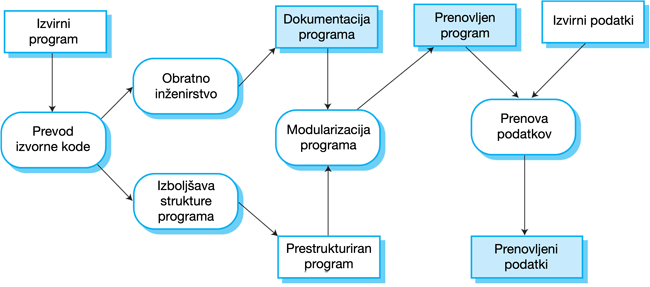 Izvirni
program
Dokumentacija
programa
Prenovljen
program
Izvirni podatki
Obratno
inženirstvo
Prevod
izvorne kode
Modularizacija
programa
Prenova
podatkov
Izboljšava
strukture
programa
Prestrukturiran
program
Prenovljeni
podatki